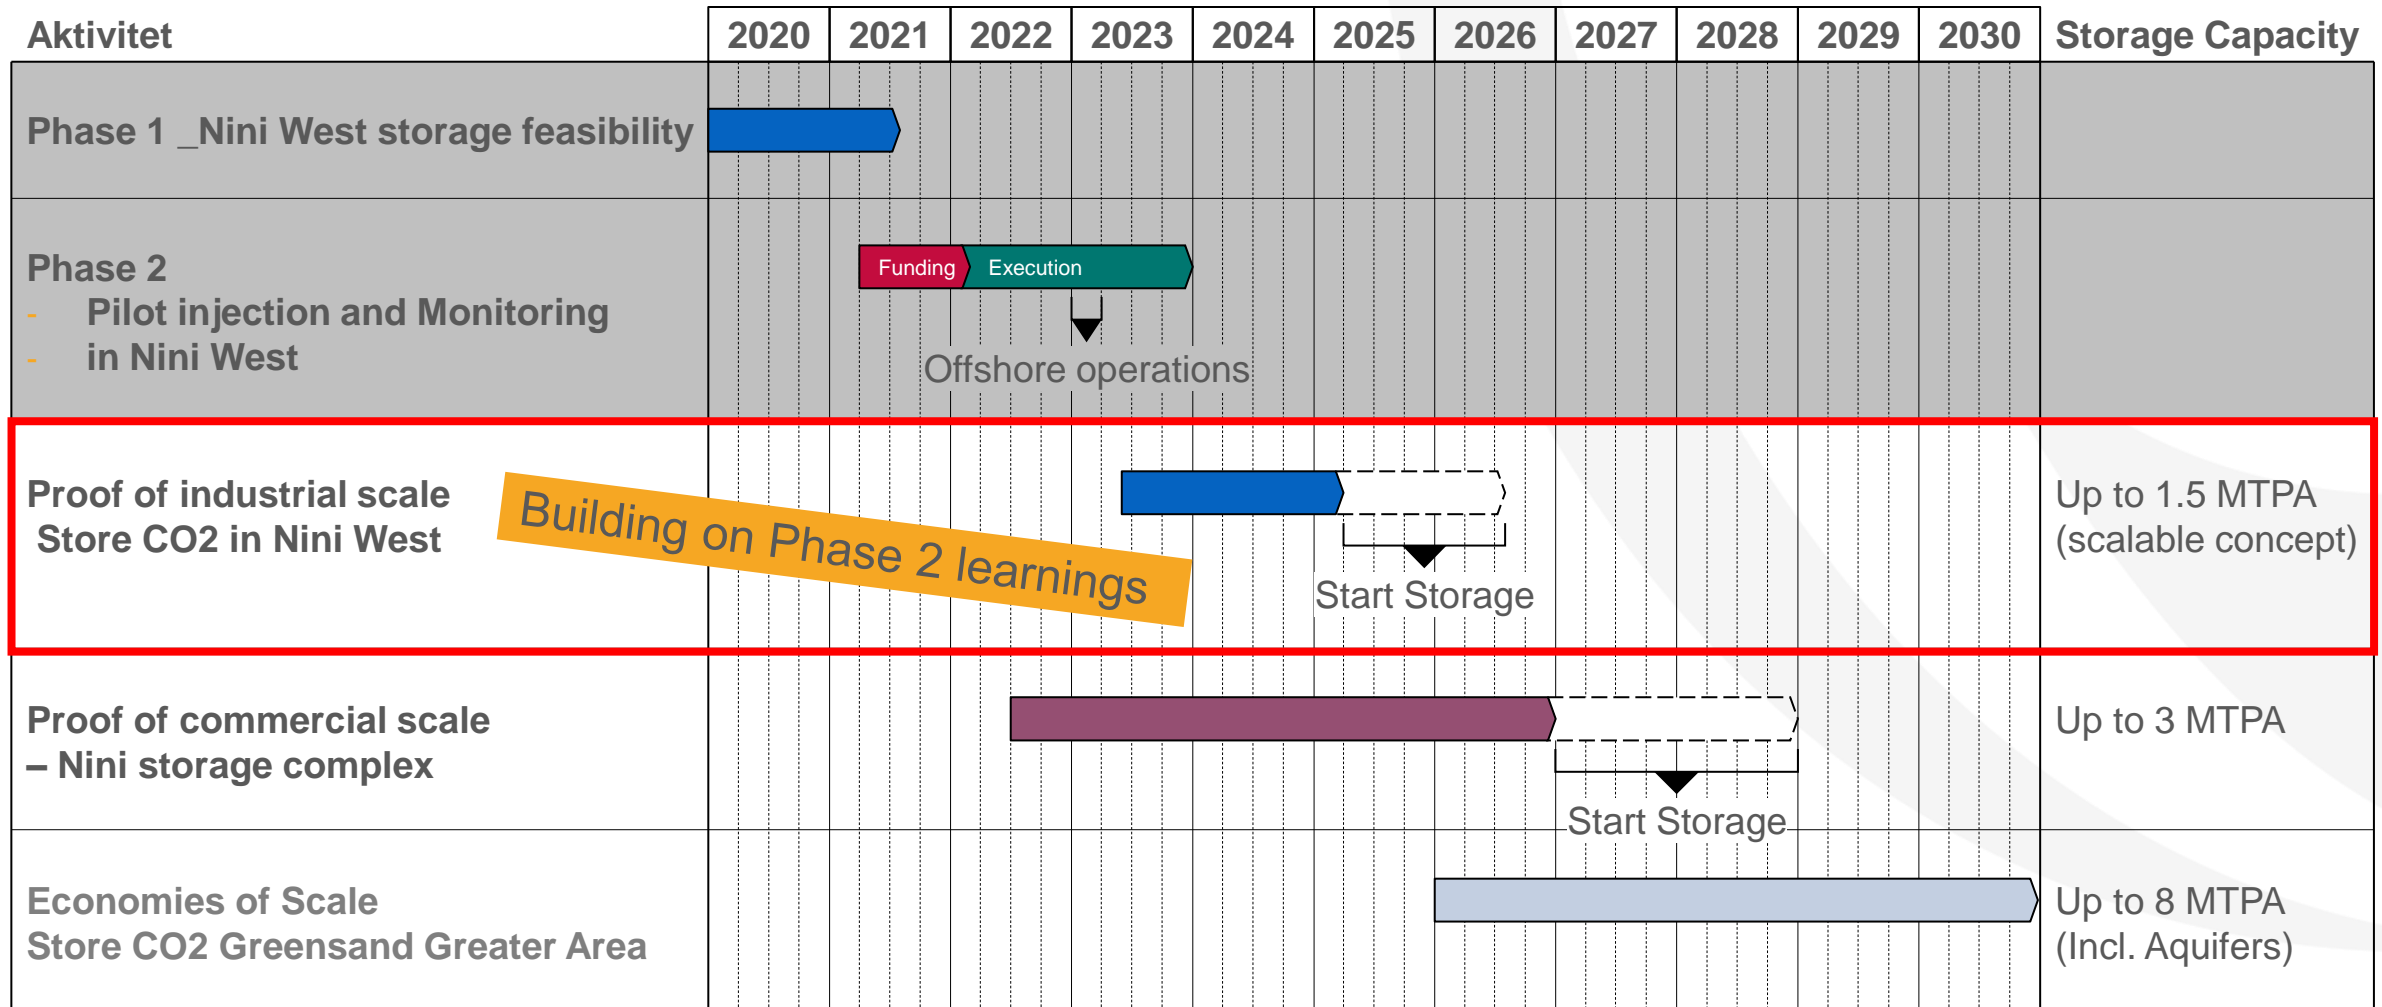 Aktivitet 2020 2021 2022 2023 2024 2025 2026 2027 2028 2029 2030 Storage Capacity
Phase 1 _Nini West storage feasibility
Phase 2
- Pilot injection and Monitoring
- in Nini West
Funding Execution
Offshore operations
Proof of industrial scale
Store CO2 in Nini West
Building on Phase 2 learnings
Start Storage
Up to 1.5 MTPA
(scalable concept)
Proof of commercial scale
– Nini storage complex
Start Storage
Up to 3 MTPA
Economies of Scale
Store CO2 Greensand Greater Area
Up to 8 MTPA
(Incl. Aquifers)